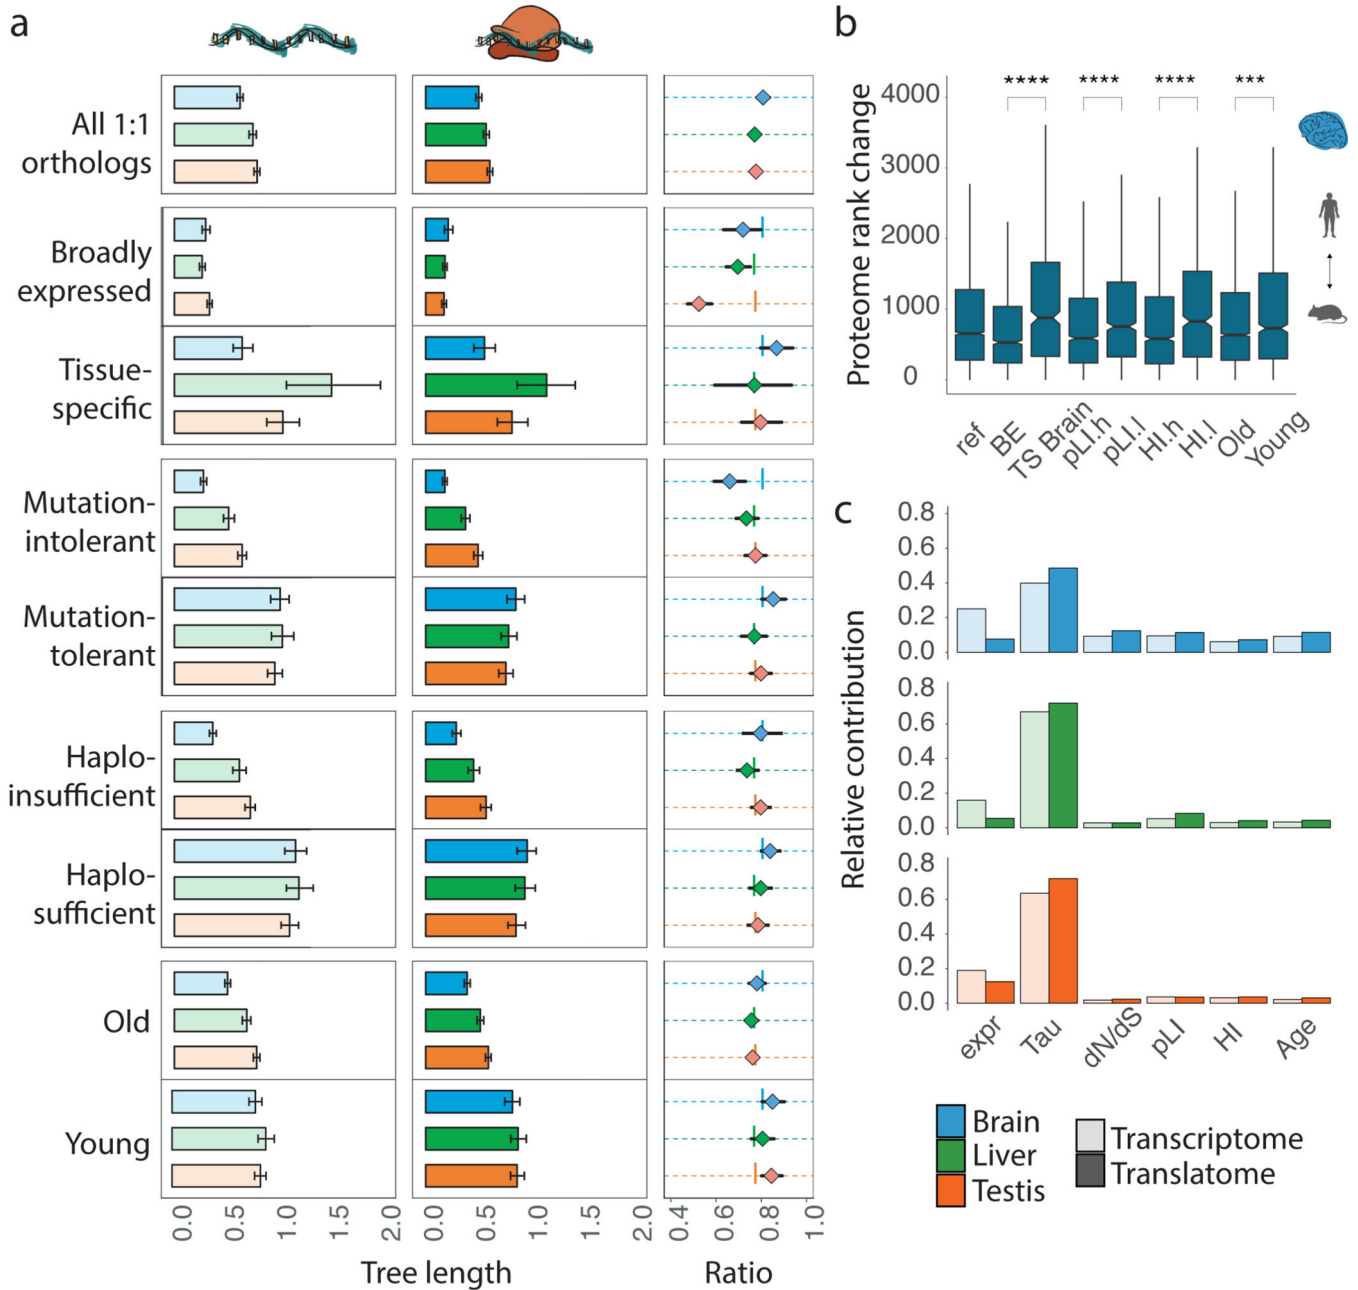 a
All 1:1
orthologs
Broadly
expressed
Tissue-
specific
Mutation-
intolerant
Mutation-
tolerant
Haplo-
insufficient
Haplo-
sufficient
Old
Young
0.0 0.5 1.0 1.5 2.0
0.0 0.5 1.0 1.5 2.0
0.4 0.6 0.8 1.0
Tree length
Ratio
b
Proteome rank change
4000
3000
2000
1000
0
**** **** **** ***
ref BE TS Brain pLI.h pLI.l HI.h HI.l Old Young
c
Relative contribution
0.8
0.6
0.4
0.2
0.0
0.8
0.6
0.4
0.2
0.0
0.8
0.6
0.4
0.2
0.0
expr Tau dN/dS pLI HI Age
Brain
Liver
Testis
Transcriptome
Translatome